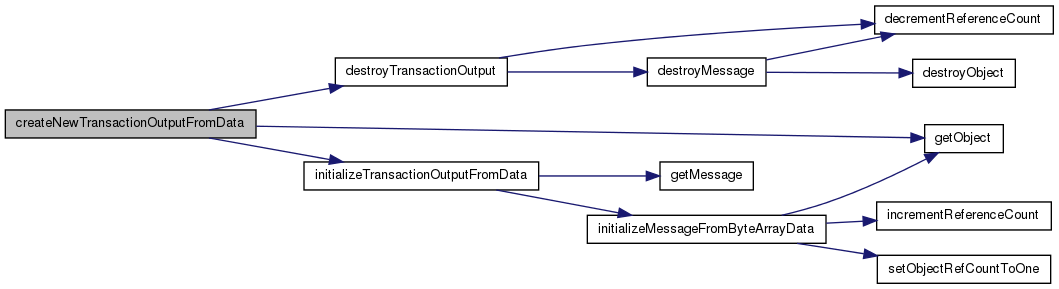 decrementReferenceCount
destroyTransactionOutput
destroyMessage
destroyObject
createNewTransactionOutputFromData
getObject
initializeTransactionOutputFromData
getMessage
incrementReferenceCount
initializeMessageFromByteArrayData
setObjectRefCountToOne